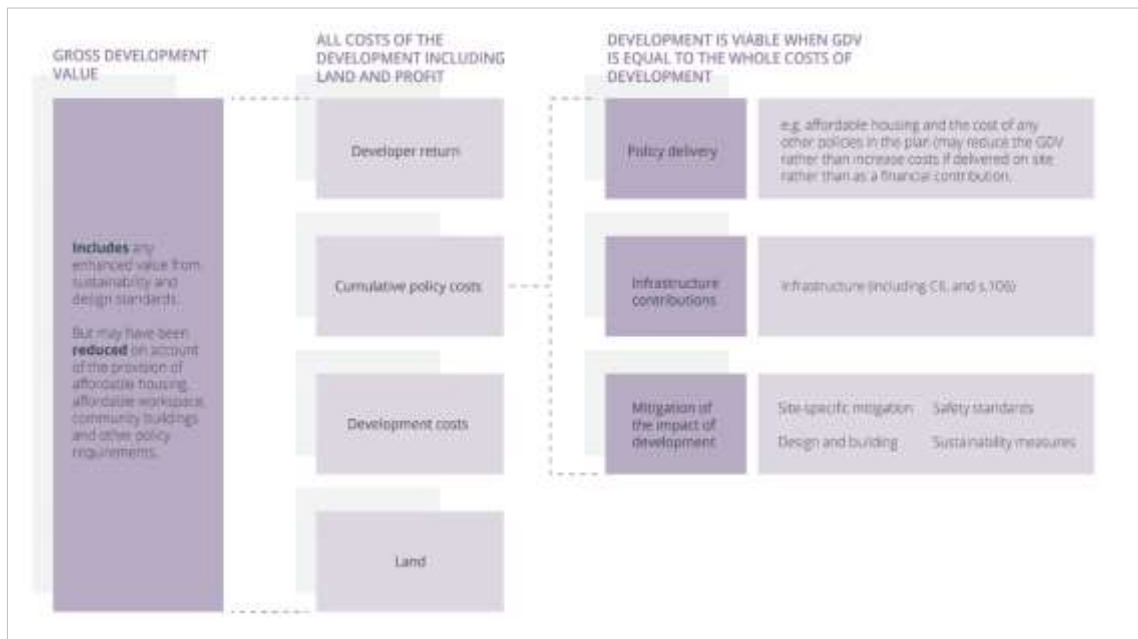 GROSS DEVELOPMENT
VALUE
Includes any
enhanced value from
sustainability and
design standards.
But may have been
reduced on account
of the provision of
affordable housing,
affordable workspace,
community buildings
and other policy
requirements.
ALL COSTS OF THE
DEVELOPMENT INCLUDING
LAND AND PROFIT
Developer return
Cumulative policy costs
Development costs
Land
DEVELOPMENT IS VIABLE WHEN GDV
IS EQUAL TO THE WHOLE COSTS OF
DEVELOPMENT
Policy delivery
e.g. affordable housing and the cost of any
other policies in the plan (may reduce the GDV
rather than increase costs if delivered on site
rather than as a financial contribution.
Infrastructure
contributions
Infrastructure (including CIL and s.106)
Mitigation of
the impact of
development
Site-specific mitigation Safety standards
Design and building Sustainability measures